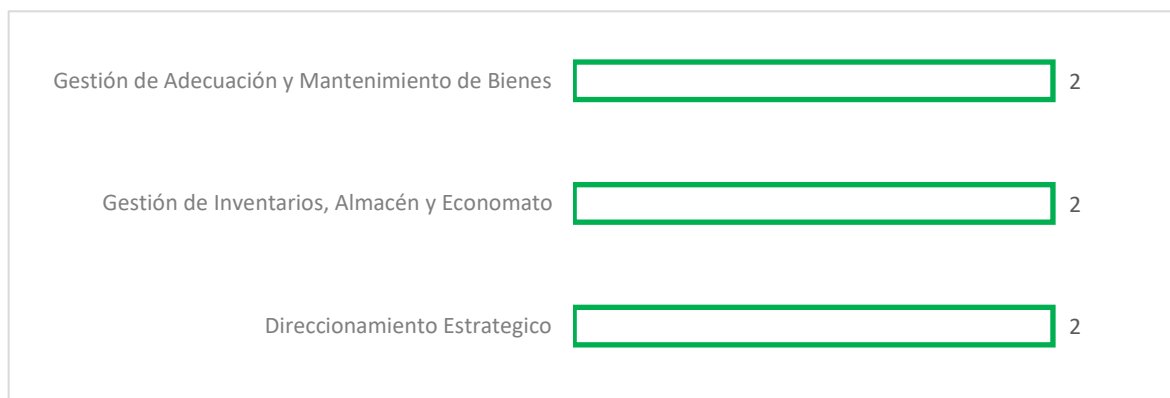 Gestión de Adecuación y Mantenimiento de Bienes 2
Gestión de Inventarios, Almacén y Economato 2
Direccionamiento Estrategico 2